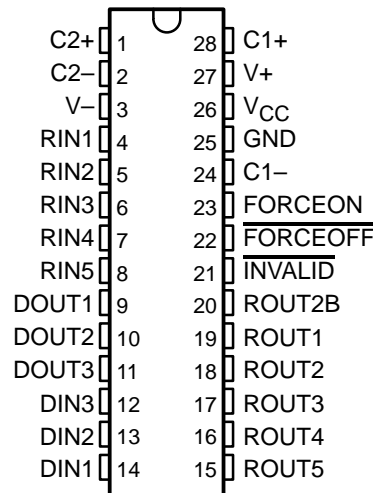 C2+ 1 28 C1+
C2– 2 27 V+
V– 3 26 VCC
RIN1 4 25 GND
RIN2 5 24 C1–
RIN3 6 23 FORCEON
RIN4 7 22 FORCEOFF
RIN5 8 21 INVALID
DOUT1 9 20 ROUT2B
DOUT2 10 19 ROUT1
DOUT3 11 18 ROUT2
DIN3 12 17 ROUT3
DIN2 13 16 ROUT4
DIN1 14 15 ROUT5